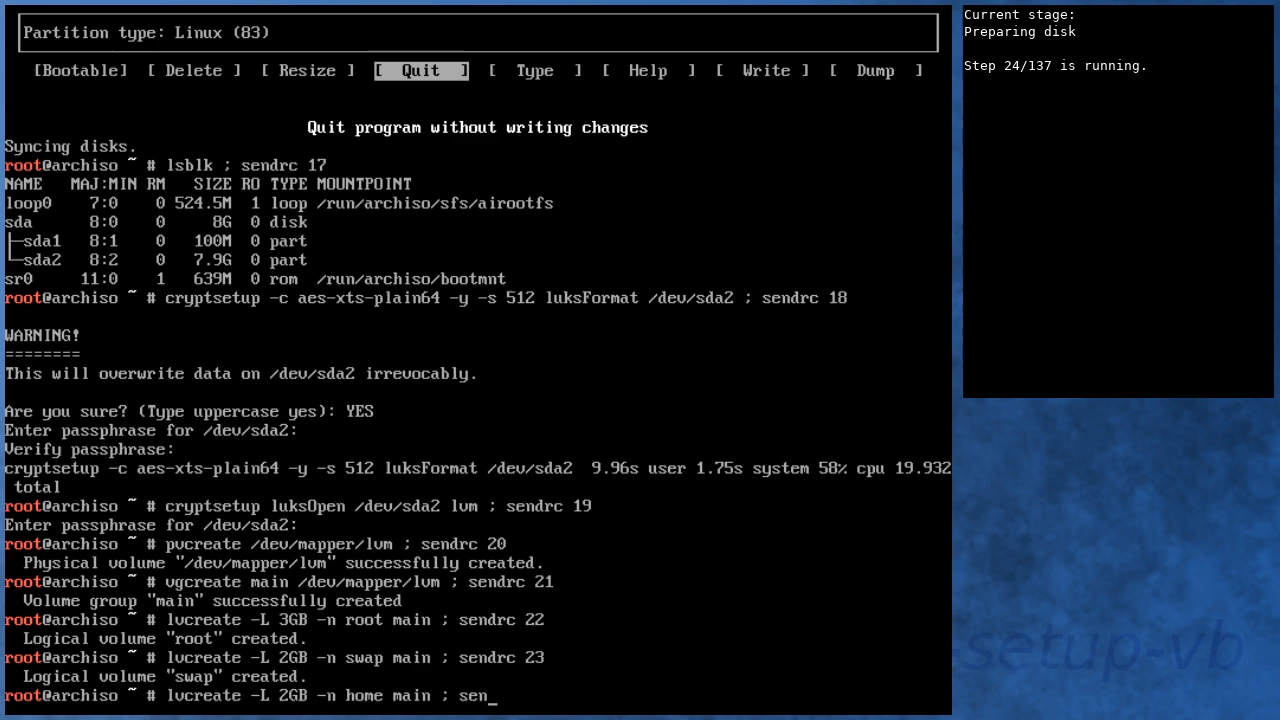 Partition type: Linux (83)
[Bootable]  [ Delete ]  [ Resize ]  [  Quit  ]  [  Type  ]  [  Help  ]  [  Write ]  [  Dump  ]
Quit program without writing changes
Syncing disks.
root@archiso ~ # lsblk ; sendrc 17
NAME   MAJ:MIN RM   SIZE RO TYPE MOUNTPOINT
loop0    7:0    0 524.5M  1 loop /run/archiso/sfs/airootfs
sda      8:0    0     8G  0 disk
├─sda1   8:1    0   100M  0 part
└─sda2   8:2    0   7.9G  0 part
sr0     11:0    1   639M  0 rom  /run/archiso/bootmnt
root@archiso ~ # cryptsetup -c aes-xts-plain64 -y -s 512 luksFormat /dev/sda2 ; sendrc 18
WARNING!
========
This will overwrite data on /dev/sda2 irrevocably.
Are you sure? (Type uppercase yes): YES
Enter passphrase for /dev/sda2:
Verify passphrase:
cryptsetup -c aes-xts-plain64 -y -s 512 luksFormat /dev/sda2  9.96s user 1.75s system 58% cpu 19.932
 total
root@archiso ~ # cryptsetup luksOpen /dev/sda2 lvm ; sendrc 19
Enter passphrase for /dev/sda2:
root@archiso ~ # pvcreate /dev/mapper/lvm ; sendrc 20
  Physical volume "/dev/mapper/lvm" successfully created.
root@archiso ~ # vgcreate main /dev/mapper/lvm ; sendrc 21
  Volume group "main" successfully created
root@archiso ~ # lvcreate -L 3GB -n root main ; sendrc 22
  Logical volume "root" created.
root@archiso ~ # lvcreate -L 2GB -n swap main ; sendrc 23
  Logical volume "swap" created.
root@archiso ~ # lvcreate -L 2GB -n home main ; sen_
Current stage:
Preparing disk
Step 24/137 is running.
-setup-vb